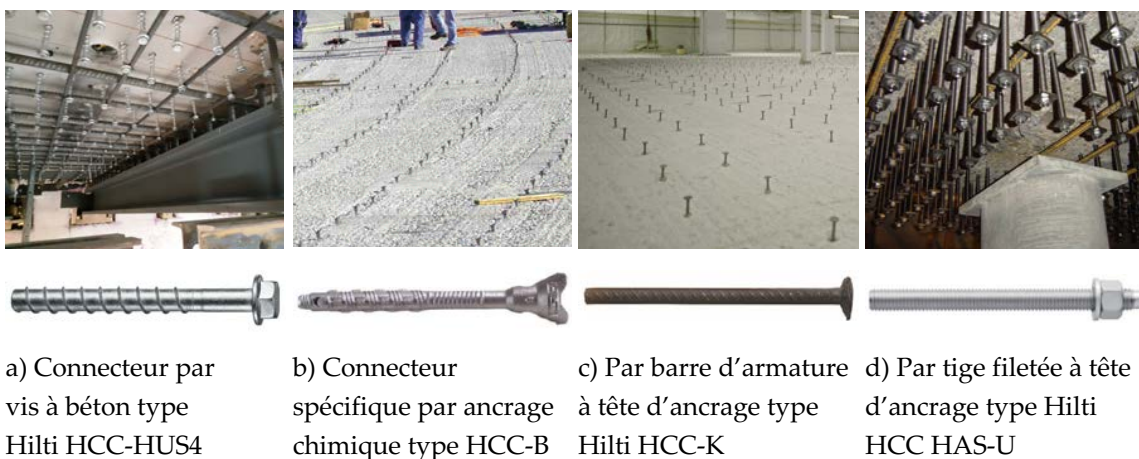 a) Connecteur par
vis à béton type
Hilti HCC-HUS4
b) Connecteur
spécifique par ancrage
chimique type HCC-B
c) Par barre d’armature
à tête d’ancrage type
Hilti HCC-K
d) Par tige filetée à tête
d’ancrage type Hilti
HCC HAS-U